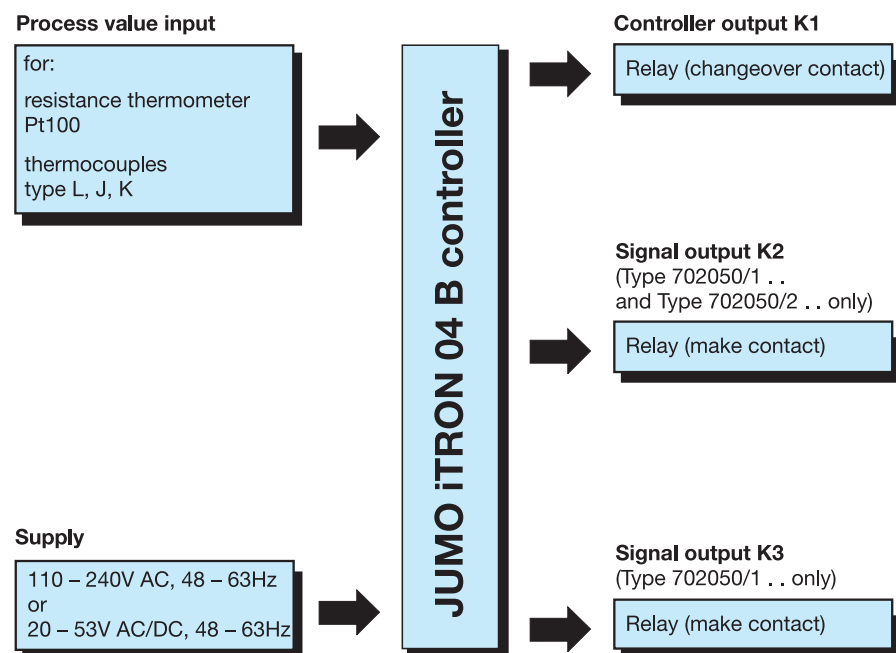 Process value input
for:
resistance thermometer
Pt100
thermocouples
type L, J, K
Supply
110 – 240V AC, 48 – 63Hz
or
20 – 53V AC/DC, 48 – 63Hz
JUMO iTRON 04 B controller
Controller output K1
Relay (changeover contact)
Signal output K2
(Type 702050/1 . .
and Type 702050/2 . . only)
Relay (make contact)
Signal output K3
(Type 702050/1 . . only)
Relay (make contact)